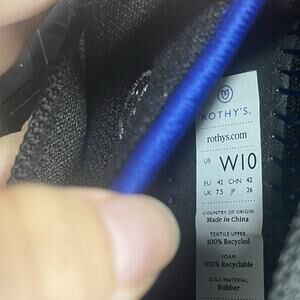 ROTHY'S.
rothys.com
US W10
EU 42 CHN 42
UK 7.5 JP 26
COUNTRY OF ORIGIN
Made in China
TEXTILE UPPER
100% Recycled
FOAM
100% Recyclable
SOLE MATERIAL
Rubber